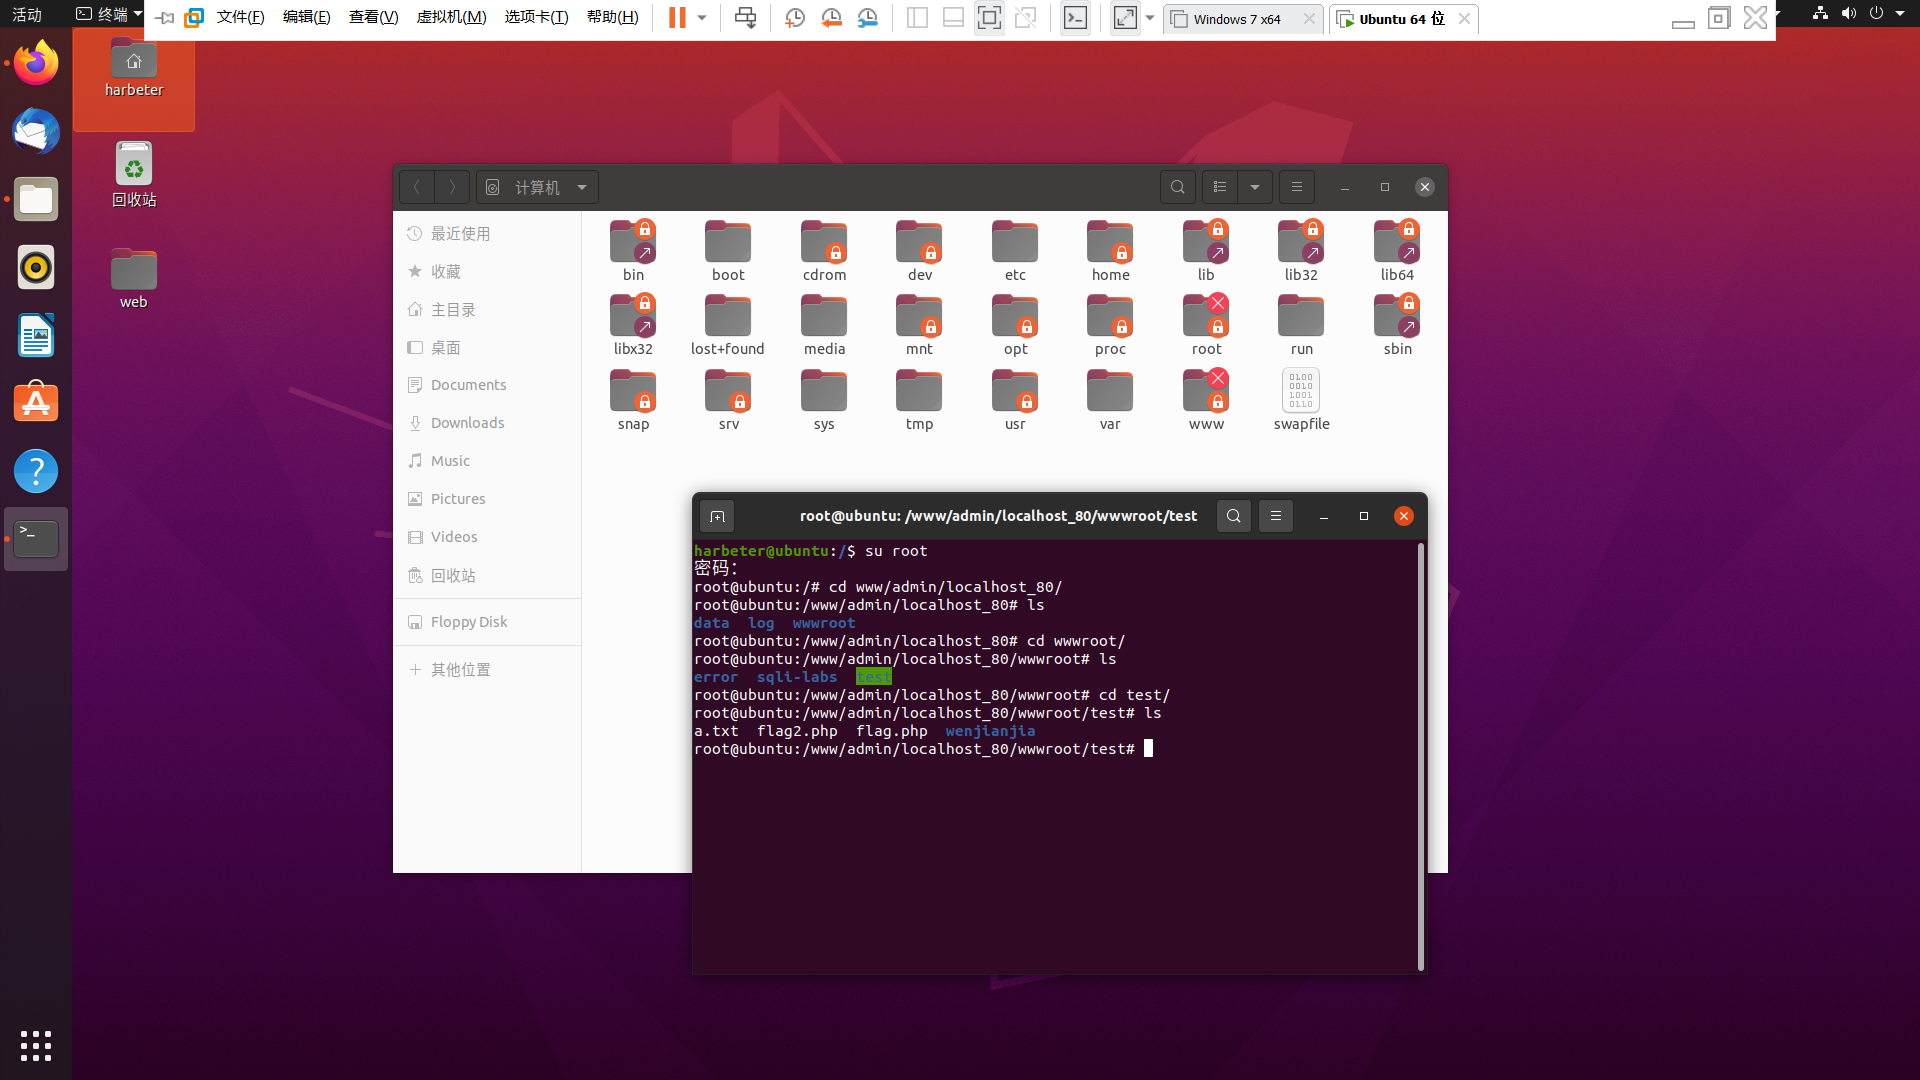 活动
终端
文件(F) 编辑(E) 查看(V) 虚拟机(M) 选项卡(T) 帮助(H)
Windows 7 x64
Ubuntu 64 位
harbeter
回收站
web
计算机
最近使用
收藏
主目录
桌面
Documents
Downloads
Music
Pictures
Videos
回收站
Floppy Disk
其他位置
bin boot cdrom dev etc home lib lib32 lib64
libx32 lost+found media mnt opt proc root run sbin
snap srv sys tmp usr var www swapfile
0100
0010
1001
0110
root@ubuntu: /www/admin/localhost_80/wwwroot/test
harbeter@ubuntu:/$ su root
密码：
root@ubuntu:/# cd www/admin/localhost_80/
root@ubuntu:/www/admin/localhost_80# ls
data log wwwroot
root@ubuntu:/www/admin/localhost_80# cd wwwroot/
root@ubuntu:/www/admin/localhost_80/wwwroot# ls
error sqli-labs test
root@ubuntu:/www/admin/localhost_80/wwwroot# cd test/
root@ubuntu:/www/admin/localhost_80/wwwroot/test# ls
a.txt flag2.php flag.php wenjianjia
root@ubuntu:/www/admin/localhost_80/wwwroot/test#